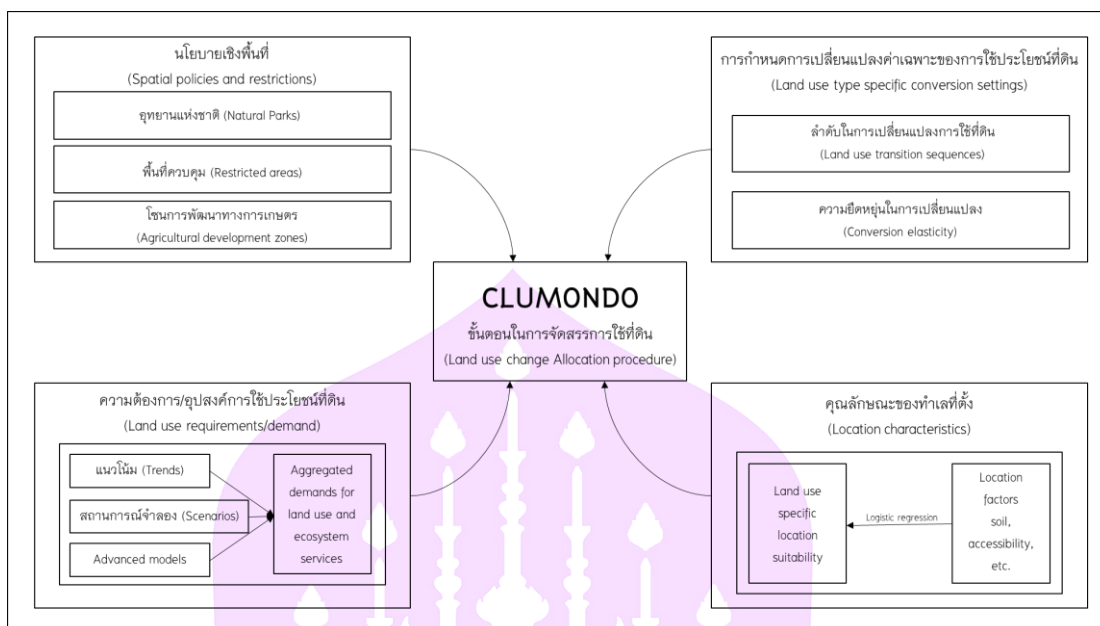 นโยบายเชิงพื้นที่
(Spatial policies and restrictions)
อุทยานแห่งชาติ (Natural Parks)
พื้นที่ควบคุม (Restricted areas)
โซนการพัฒนาทางการเกษตร
(Agricultural development zones)
การกำหนดการเปลี่ยนแปลงค่าเฉพาะของการใช้ประโยชน์ที่ดิน
(Land use type specific conversion settings)
ลำดับในการเปลี่ยนแปลงการใช้ที่ดิน
(Land use transition sequences)
ความยืดหยุ่นในการเปลี่ยนแปลง
(Conversion elasticity)
CLUMONDO
ขั้นตอนในการจัดสรรการใช้ที่ดิน
(Land use change Allocation procedure)
ความต้องการ/อุปสงค์การใช้ประโยชน์ที่ดิน
(Land use requirements/demand)
แนวโน้ม (Trends)
สถานการณ์จำลอง (Scenarios)
Advanced models
Aggregated
demands for
land use and
ecosystem
services
คุณลักษณะของทำเลที่ตั้ง
(Location characteristics)
Land use
specific
location
suitability
Logistic regression
Location
factors
soil,
accessibility,
etc.